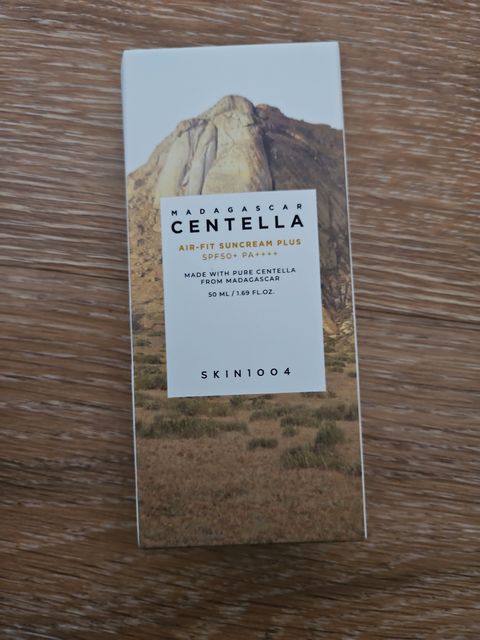 MADAGASCAR
CENTELLA
AIR-FIT SUNCREAM PLUS
SPF50+ PA++++
MADE WITH PURE CENTELLA
FROM MADAGASCAR
50 ML / 1.69 FL.OZ.
SKIN1004